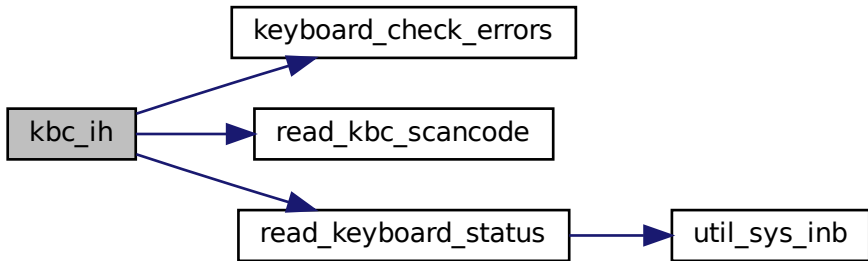 keyboard_check_errors
kbc_ih
read_kbc_scancode
read_keyboard_status
util_sys_inb